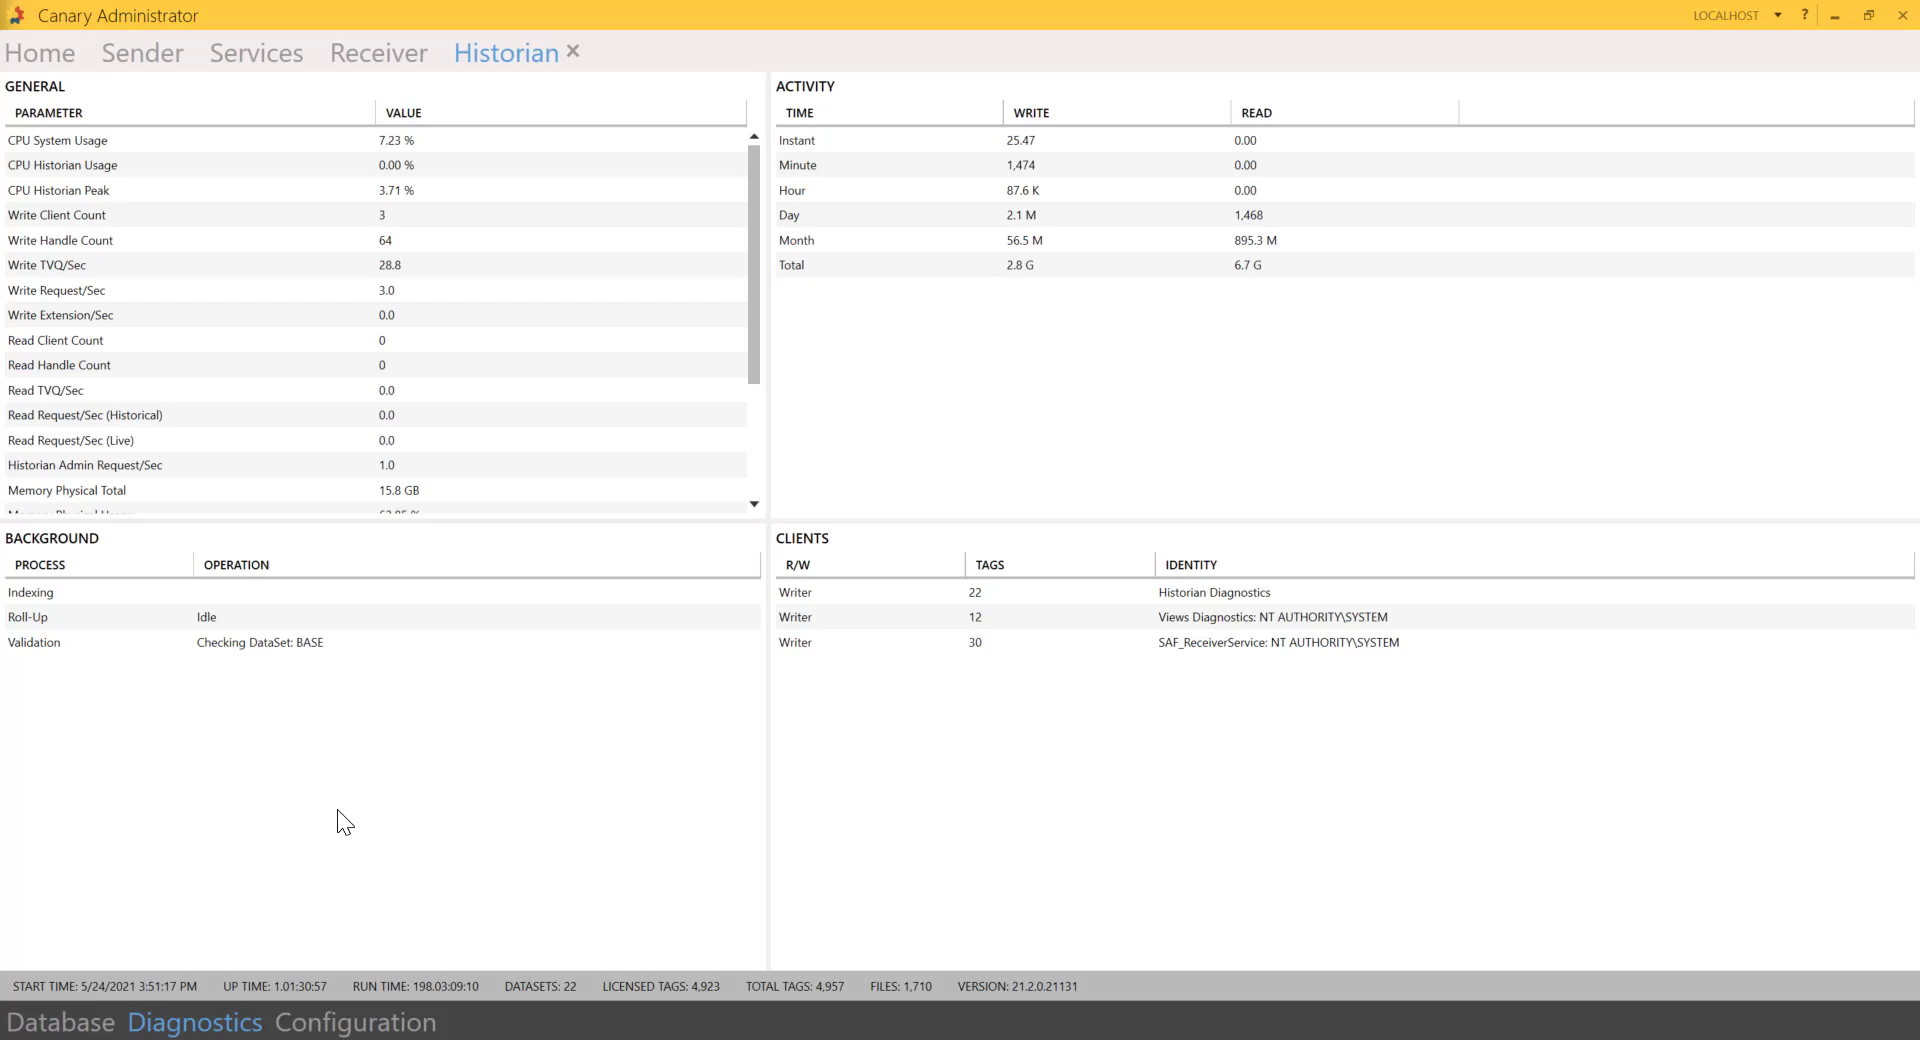 Canary Administrator
LOCALHOST ?
Home Sender Services Receiver Historian
GENERAL
PARAMETER VALUE
CPU System Usage 7.23 %
CPU Historian Usage 0.00 %
CPU Historian Peak 3.71 %
Write Client Count 3
Write Handle Count 64
Write TVQ/Sec 28.8
Write Request/Sec 3.0
Write Extension/Sec 0.0
Read Client Count 0
Read Handle Count 0
Read TVQ/Sec 0.0
Read Request/Sec (Historical) 0.0
Read Request/Sec (Live) 0.0
Historian Admin Request/Sec 1.0
Memory Physical Total 15.8 GB
ACTIVITY
TIME WRITE READ
Instant 25.47 0.00
Minute 1,474 0.00
Hour 87.6 K 0.00
Day 2.1 M 1,468
Month 56.5 M 895.3 M
Total 2.8 G 6.7 G
BACKGROUND
PROCESS OPERATION
Indexing
Roll-Up Idle
Validation Checking DataSet: BASE
CLIENTS
R/W TAGS IDENTITY
Writer 22 Historian Diagnostics
Writer 12 Views Diagnostics: NT AUTHORITY\SYSTEM
Writer 30 SAF_ReceiverService: NT AUTHORITY\SYSTEM
START TIME: 5/24/2021 3:51:17 PM UP TIME: 1.01:30:57 RUN TIME: 198.03:09:10 DATASETS: 22 LICENSED TAGS: 4,923 TOTAL TAGS: 4,957 FILES: 1,710 VERSION: 21.2.0.21131
Database Diagnostics Configuration